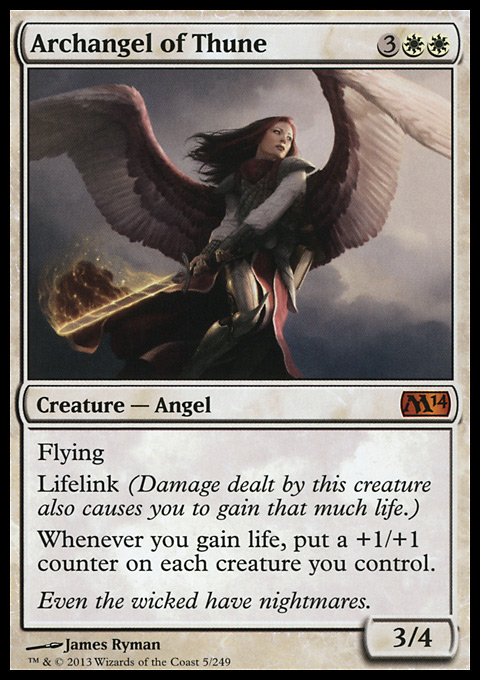 Archangel of Thune 3
Creature — Angel M14
Flying
Lifelink (Damage dealt by this creature
also causes you to gain that much life.)
Whenever you gain life, put a +1/+1
counter on each creature you control.
Even the wicked have nightmares.
James Ryman
3/4
™ & © 2013 Wizards of the Coast 5/249